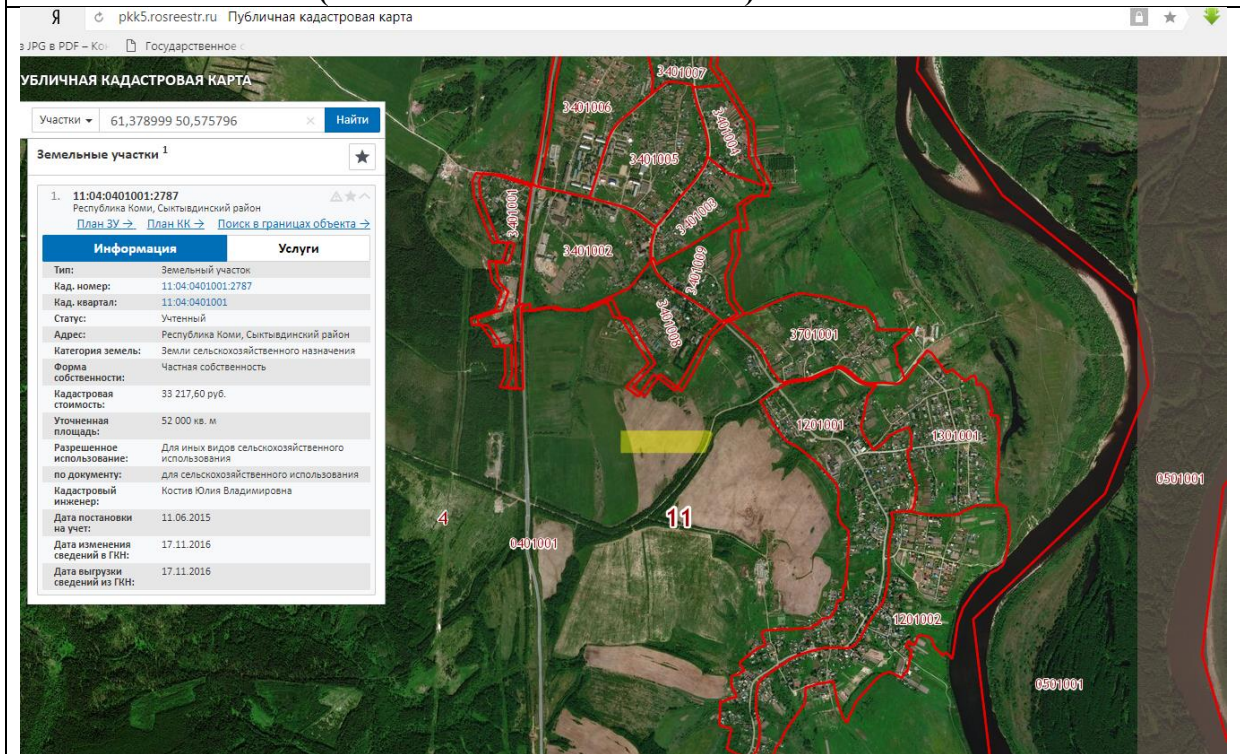 Я pkk5.rosreestr.ru Публичная кадастровая карта
в JPG в PDF – Ко Государственное с
УБЛИЧНАЯ КАДАСТРОВАЯ КАРТА
Участки 61,378999 50,575796 × Найти
Земельные участки 1
1. 11:04:0401001:2787
Республика Коми, Сыктывдинский район
План ЗУ → План КК → Поиск в границах объекта →
Информация Услуги
Тип: Земельный участок
Кад. номер: 11:04:0401001:2787
Кад. квартал: 11:04:0401001
Статус: Учтенный
Адрес: Республика Коми, Сыктывдинский район
Категория земель: Земли сельскохозяйственного назначения
Форма собственности: Частная собственность
Кадастровая стоимость: 33 217,60 руб.
Уточненная площадь: 52 000 кв. м
Разрешенное использование: Для иных видов сельскохозяйственного использования
по документу: для сельскохозяйственного использования
Кадастровый инженер: Костив Юлия Владимировна
Дата постановки на учет: 11.06.2015
Дата изменения сведений в ГКН: 17.11.2016
Дата выгрузки сведений из ГКН: 17.11.2016
3401007
3401006
3401004
3401005
3401001
3401003
3401002
3401009
3401008
3701001
1201001
1301001
0501001
4
11
0401001
1201002
0501001